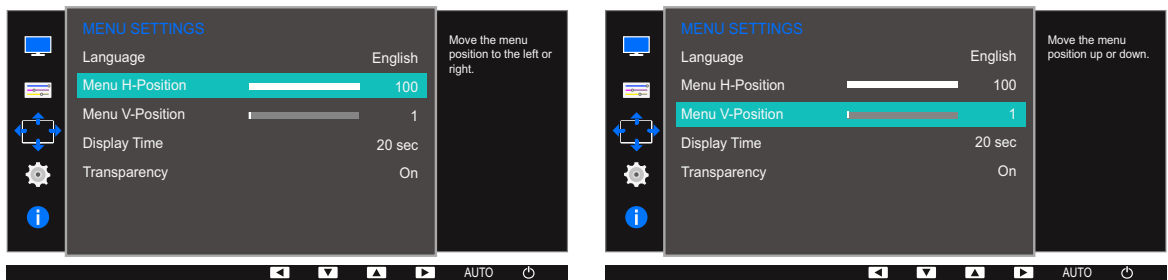 MENU SETTINGS
Language English
Menu H-Position 100
Menu V-Position 1
Display Time 20 sec
Transparency On
Move the menu
position to the left or
right.
AUTO
MENU SETTINGS
Language English
Menu H-Position 100
Menu V-Position 1
Display Time 20 sec
Transparency On
Move the menu
position up or down.
AUTO